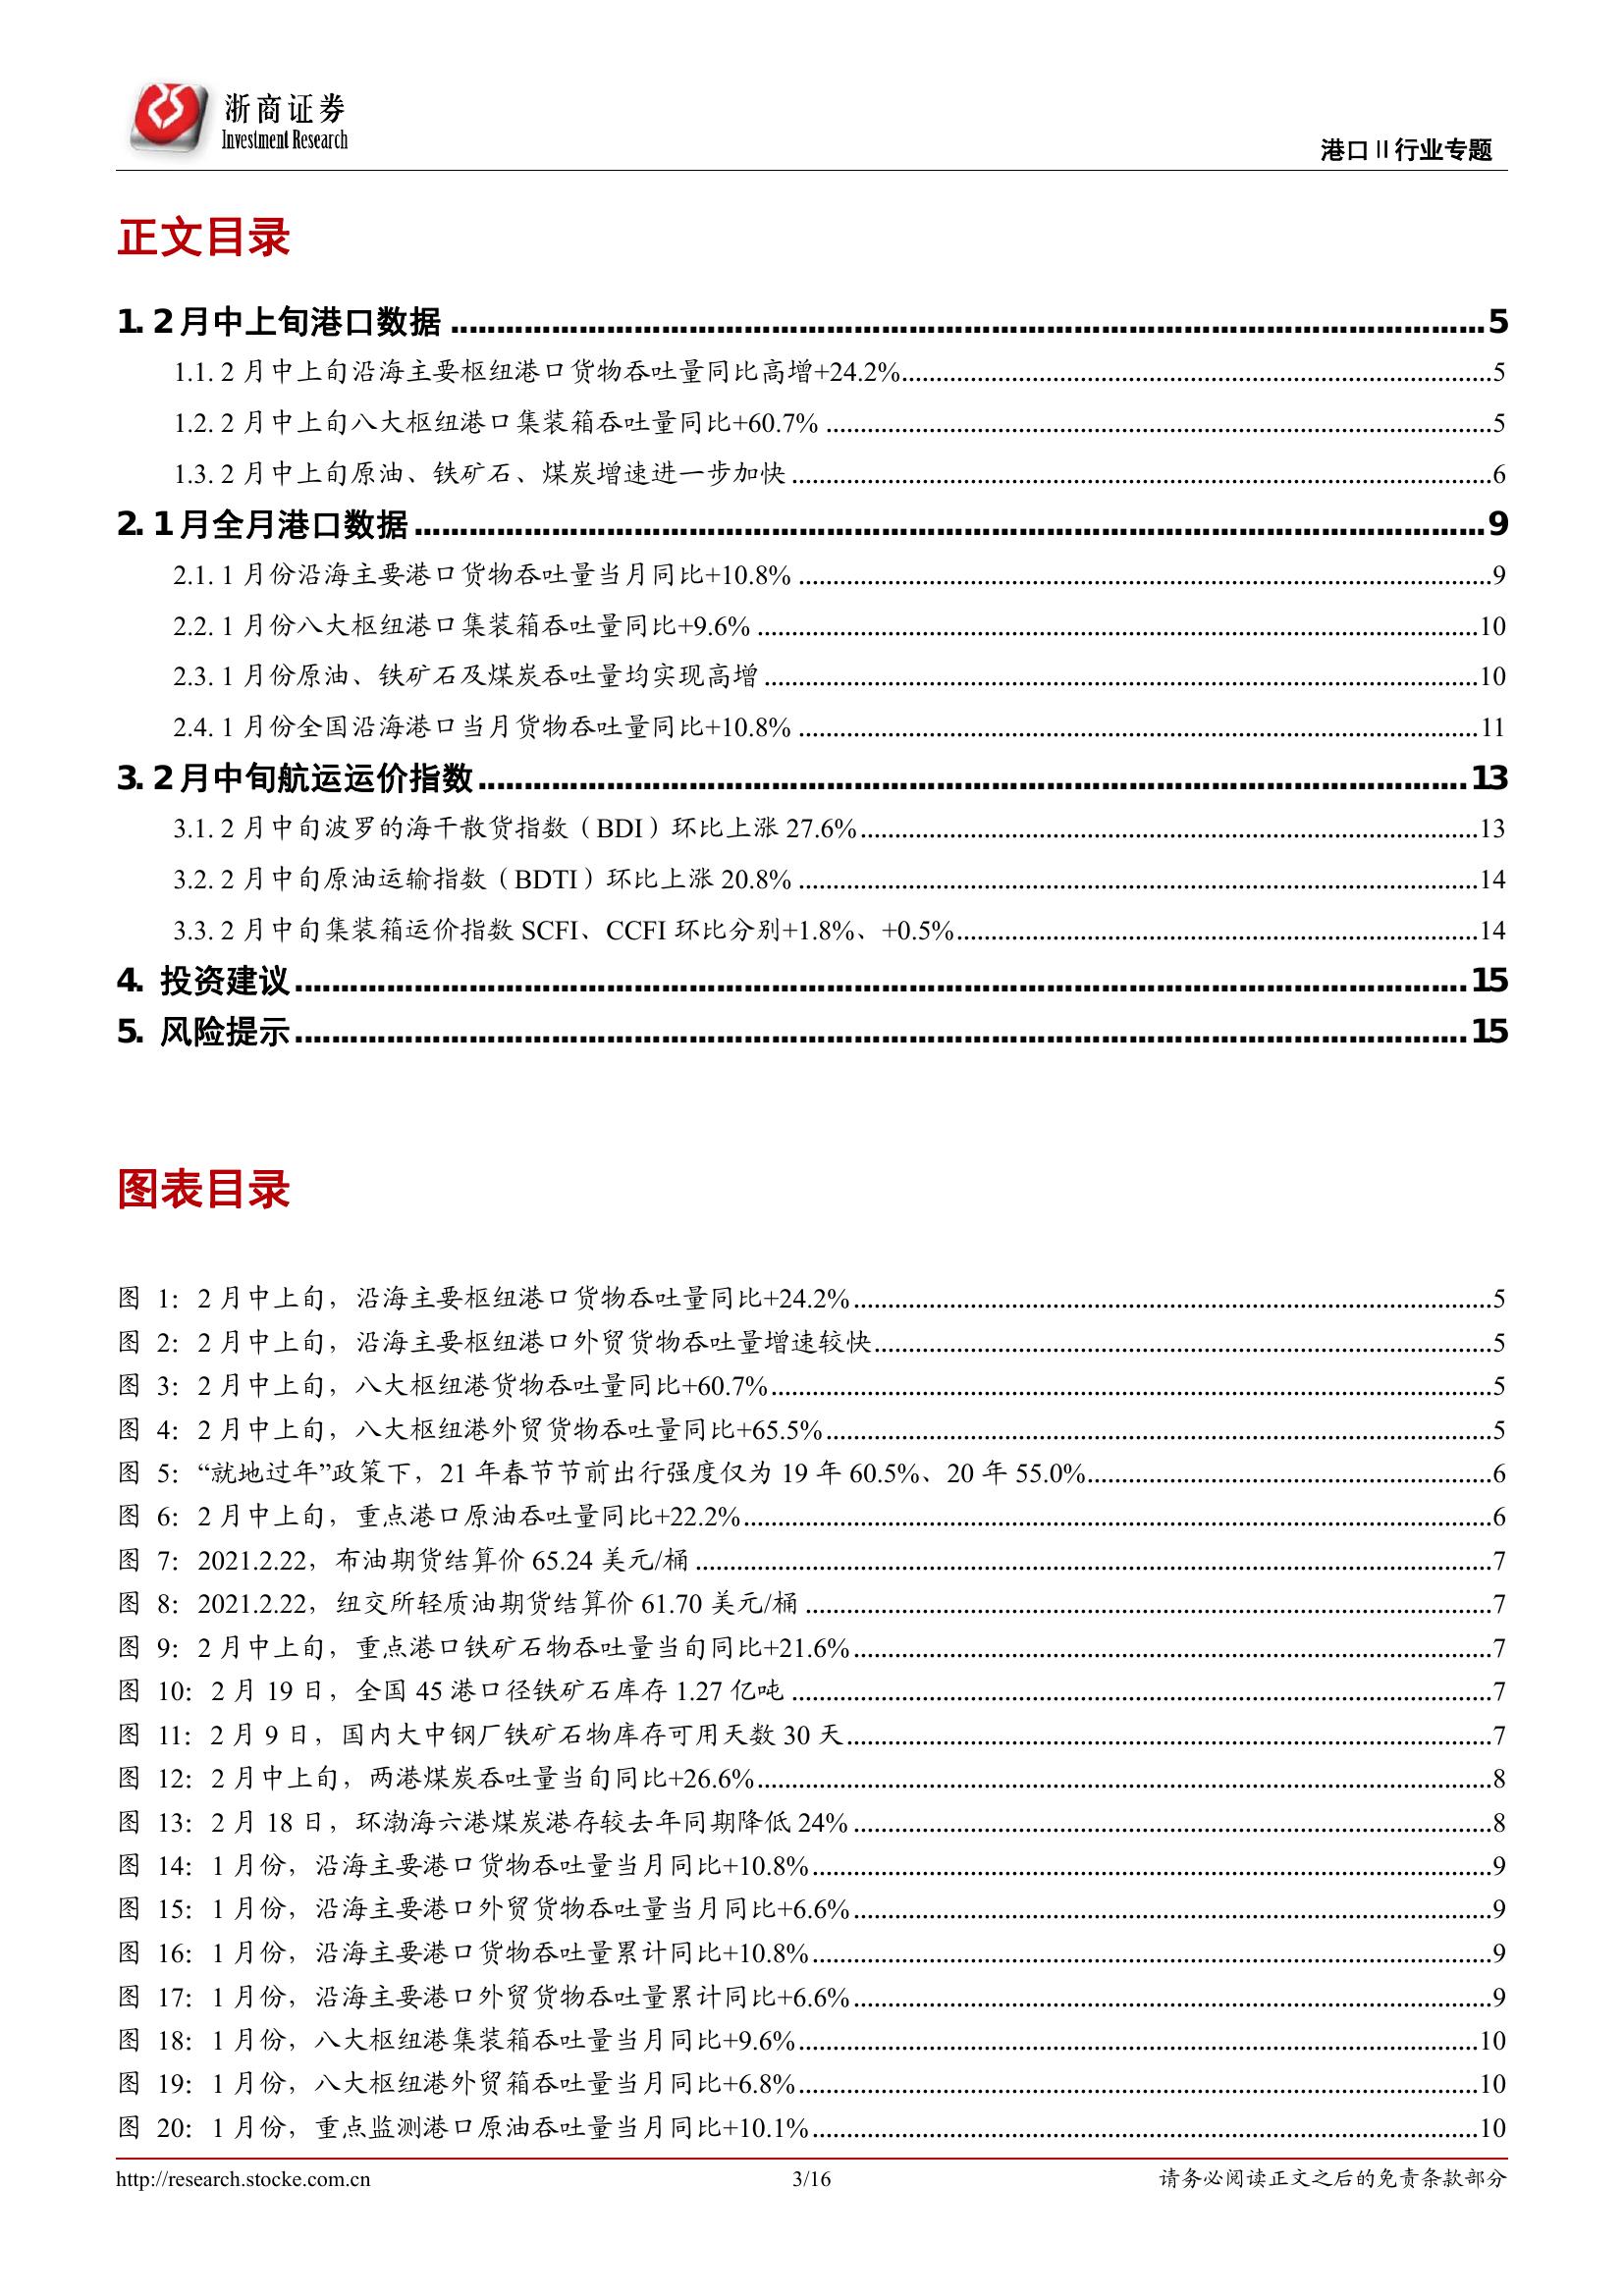 浙商证券
Investment Research
港口Ⅱ行业专题
正文目录
1. 2 月中上旬港口数据 ........ 5
1.1. 2 月中上旬沿海主要枢纽港口货物吞吐量同比高增+24.2% ........ 5
1.2. 2 月中上旬八大枢纽港口集装箱吞吐量同比+60.7% ........ 5
1.3. 2 月中上旬原油、铁矿石、煤炭增速进一步加快 ........ 6
2. 1 月全月港口数据 ........ 9
2.1. 1 月份沿海主要港口货物吞吐量当月同比+10.8% ........ 9
2.2. 1 月份八大枢纽港口集装箱吞吐量同比+9.6% ........ 10
2.3. 1 月份原油、铁矿石及煤炭吞吐量均实现高增 ........ 10
2.4. 1 月份全国沿海港口当月货物吞吐量同比+10.8% ........ 11
3. 2 月中旬航运运价指数 ........ 13
3.1. 2 月中旬波罗的海干散货指数（BDI）环比上涨 27.6% ........ 13
3.2. 2 月中旬原油运输指数（BDTI）环比上涨 20.8% ........ 14
3.3. 2 月中旬集装箱运价指数 SCFI、CCFI 环比分别+1.8%、+0.5% ........ 14
4. 投资建议 ........ 15
5. 风险提示 ........ 15
图表目录
图 1：2 月中上旬，沿海主要枢纽港口货物吞吐量同比+24.2% ........ 5
图 2：2 月中上旬，沿海主要枢纽港口外贸货物吞吐量增速较快 ........ 5
图 3：2 月中上旬，八大枢纽港货物吞吐量同比+60.7% ........ 5
图 4：2 月中上旬，八大枢纽港外贸货物吞吐量同比+65.5% ........ 5
图 5：“就地过年”政策下，21 年春节节前出行强度仅为 19 年 60.5%、20 年 55.0% ........ 6
图 6：2 月中上旬，重点港口原油吞吐量同比+22.2% ........ 6
图 7：2021.2.22，布油期货结算价 65.24 美元/桶 ........ 7
图 8：2021.2.22，纽交所轻质油期货结算价 61.70 美元/桶 ........ 7
图 9：2 月中上旬，重点港口铁矿石物吞吐量当旬同比+21.6% ........ 7
图 10：2 月 19 日，全国 45 港口径铁矿石库存 1.27 亿吨 ........ 7
图 11：2 月 9 日，国内大中钢厂铁矿石物库存可用天数 30 天 ........ 7
图 12：2 月中上旬，两港煤炭吞吐量当旬同比+26.6% ........ 8
图 13：2 月 18 日，环渤海六港煤炭港存较去年同期降低 24% ........ 8
图 14：1 月份，沿海主要港口货物吞吐量当月同比+10.8% ........ 9
图 15：1 月份，沿海主要港口外贸货物吞吐量当月同比+6.6% ........ 9
图 16：1 月份，沿海主要港口货物吞吐量累计同比+10.8% ........ 9
图 17：1 月份，沿海主要港口外贸货物吞吐量累计同比+6.6% ........ 9
图 18：1 月份，八大枢纽港集装箱吞吐量当月同比+9.6% ........ 10
图 19：1 月份，八大枢纽港外贸箱吞吐量当月同比+6.8% ........ 10
图 20：1 月份，重点监测港口原油吞吐量当月同比+10.1% ........ 10
http://research.stocke.com.cn 3/16 请务必阅读正文之后的免责条款部分